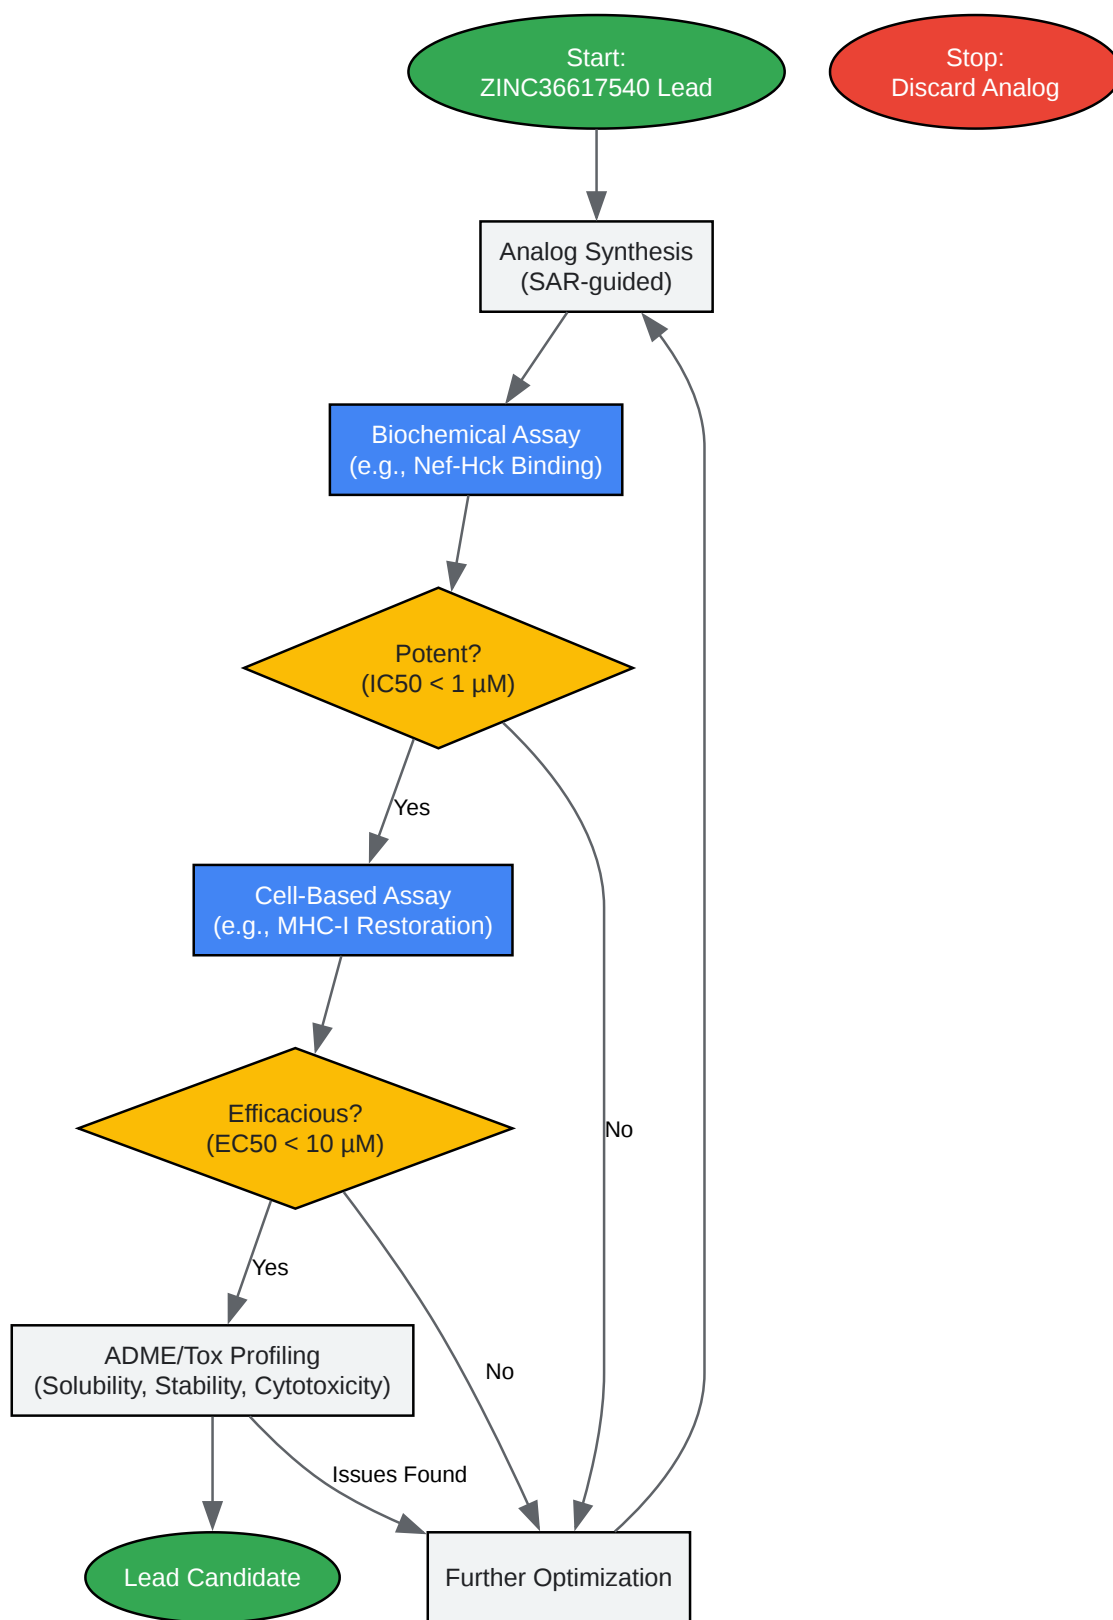 Start:
ZINC36617540 Lead
Stop:
Discard Analog
Analog Synthesis
(SAR-guided)
Biochemical Assay
(e.g., Nef-Hck Binding)
Potent?
(IC50 < 1 µM)
Yes
Cell-Based Assay
(e.g., MHC-I Restoration)
Efficacious?
(EC50 < 10 µM)
No
Yes
ADME/Tox Profiling
(Solubility, Stability, Cytotoxicity)
No
Issues Found
Lead Candidate
Further Optimization